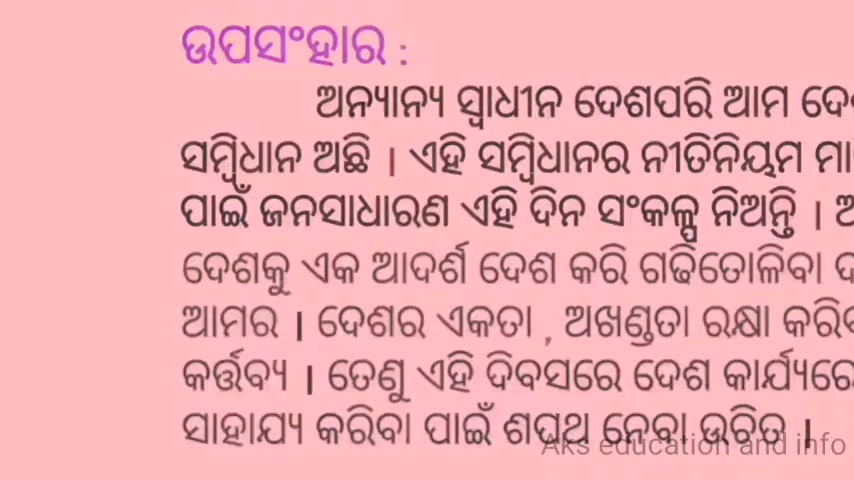 ଉପସଂହାର :
ଅନ୍ୟାନ୍ୟ ସ୍ୱାଧୀନ ଦେଶପରି ଆମ
ସମ୍ବିଧାନ ଅଛି । ଏହି ସମ୍ବିଧାନର ନୀତିନିୟମ
ପାଇଁ ଜନସାଧାରଣ ଏହି ଦିନ ସଂକଳ୍ପ ନିଅନ୍ତି ।
ଦେଶକୁ ଏକ ଆଦର୍ଶ ଦେଶ କରି ଗଢିତୋଳିବା
ଆମର । ଦେଶର ଏକତା , ଅଖଣ୍ଡତା ରକ୍ଷା
କର୍ତ୍ତବ୍ୟ । ତେଣୁ ଏହି ଦିବସରେ ଦେଶ କାର୍ଯ୍ୟରେ
ସାହାଯ୍ୟ କରିବା ପାଇଁ ଶପଥ ନେବା ଉଚିତ ।
Aks education and info